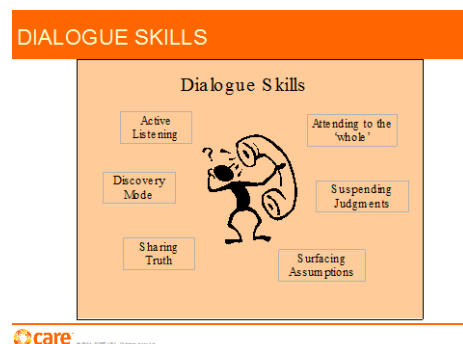 DIALOGUE SKILLS
Dialogue Skills
Active
Listening
Attending to the
'whole'
Discovery
Mode
Suspending
Judgments
Sharing
Truth
Surfacing
Assumptions
?
care